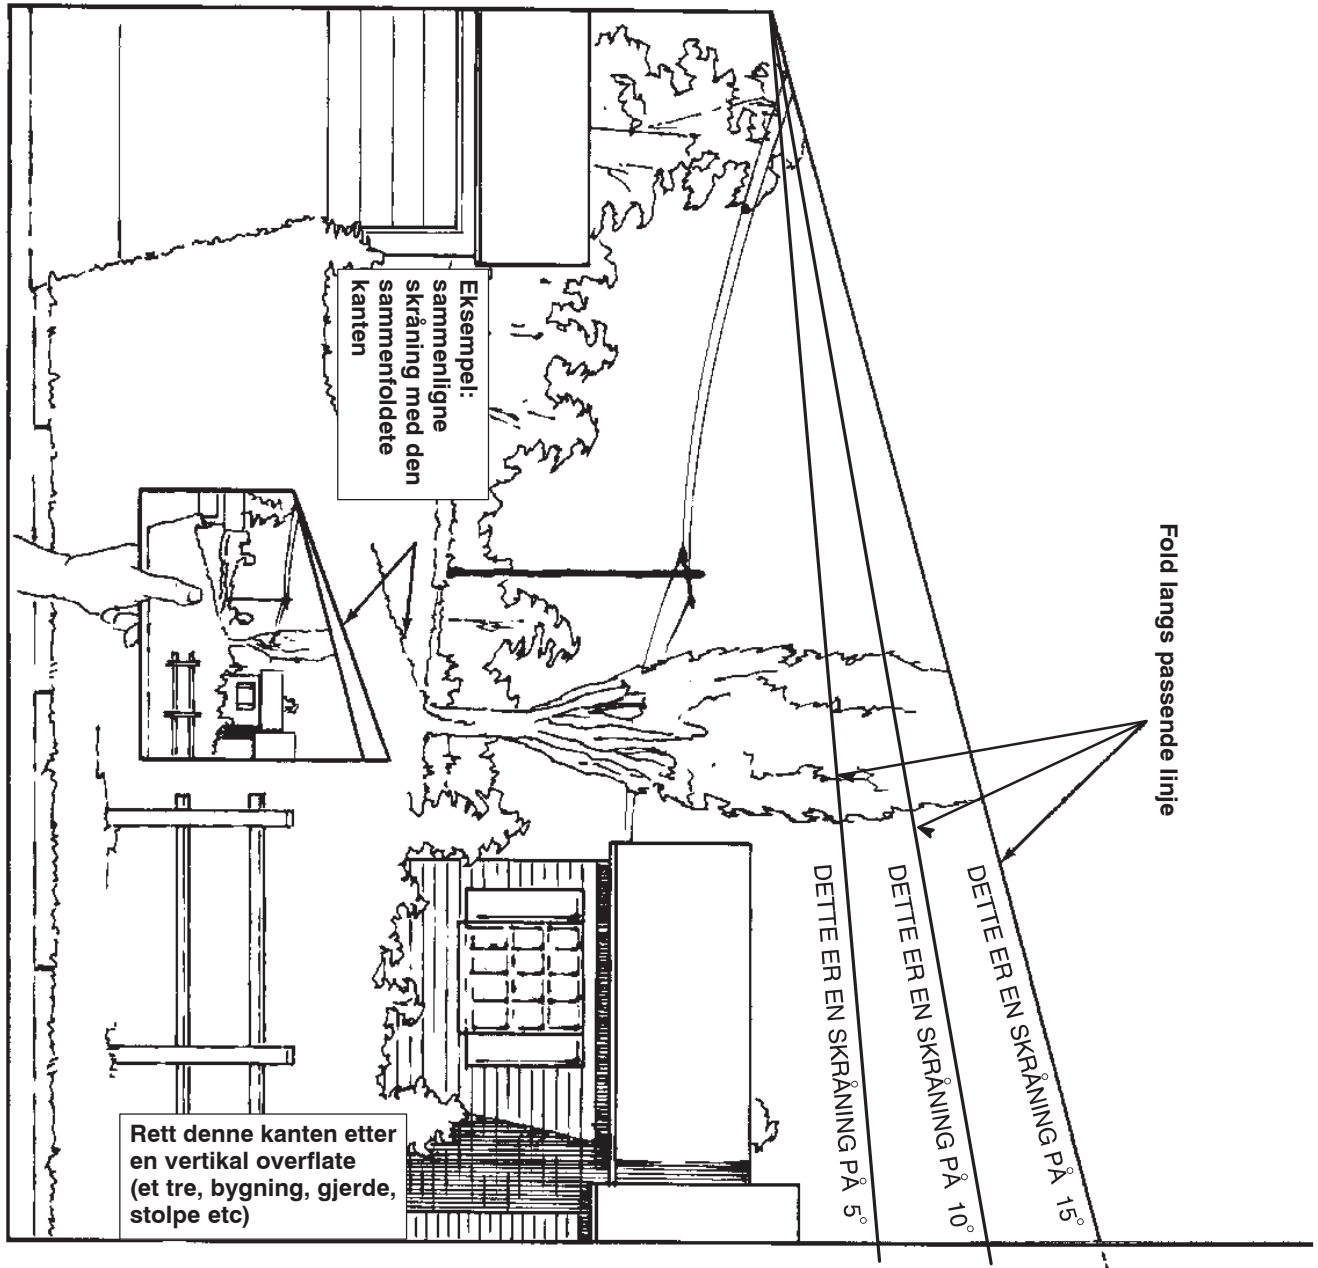 Fold langs passende linje
DETTE ER EN SKRÅNING PÅ 15°
DETTE ER EN SKRÅNING PÅ 10°
DETTE ER EN SKRÅNING PÅ 5°
Eksempel:
sammenligne
skråning med den
sammenfoldete
kanten
Rett denne kanten etter
en vertikal overflate
(et tre, bygning, gjerde,
stolpe etc)